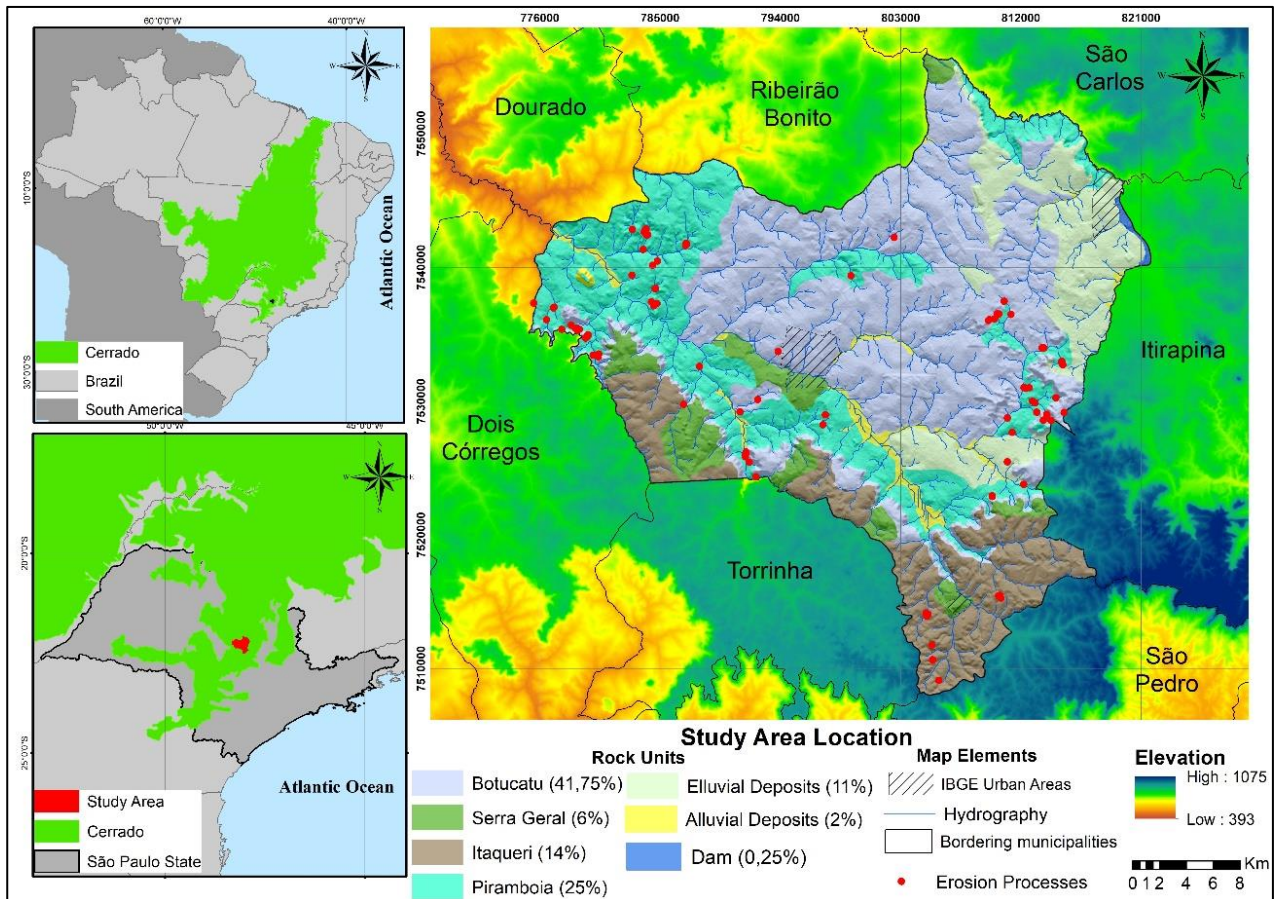 60°0'0"W
40°0'0"W
N
W
E
S
10°0'0"S
30°0'0"S
Atlantic Ocean
Cerrado
Brazil
South America
50°0'0"W
45°0'0"W
N
W
E
S
20°0'0"S
25°0'0"S
Atlantic Ocean
Study Area
Cerrado
São Paulo State
776000
785000
794000
803000
812000
821000
7550000
7540000
7530000
7520000
7510000
N
W
E
S
São
Carlos
Ribeirão
Bonito
Dourado
Itirapina
Dois
Córregos
Torrinha
São
Pedro
Study Area Location
Rock Units
Botucatu (41,75%)
Serra Geral (6%)
Itaqueri (14%)
Piramboia (25%)
Elluvial Deposits (11%)
Alluvial Deposits (2%)
Dam (0,25%)
Map Elements
IBGE Urban Areas
Hydrography
Bordering municipalities
Erosion Processes
Elevation
High : 1075
Low : 393
Km
0 1 2 4 6 8